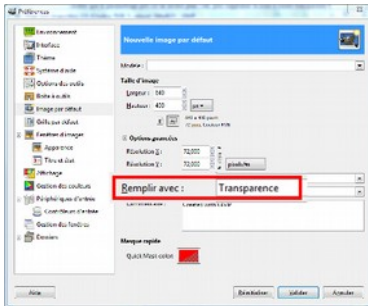 Préférences
Environnement
Interface
Thème
Système d'aide
Options des outils
Boîte à outils
Image par défaut
Grille par défaut
Fenêtres d'images
Apparence
Titre et état
Affichage
Gestion des couleurs
Périphériques d'entrée
Contrôleurs d'entrée
Gestion des fenêtres
Dossiers
Nouvelle image par défaut
Modèle :
Taille d'image
Largeur : 640
Hauteur : 400
Options avancées
Résolution X : 72,000
Résolution Y : 72,000
Remplir avec : Transparence
Masque rapide
Quick Mask color
Aide
Réinitialiser
Valider
Annuler